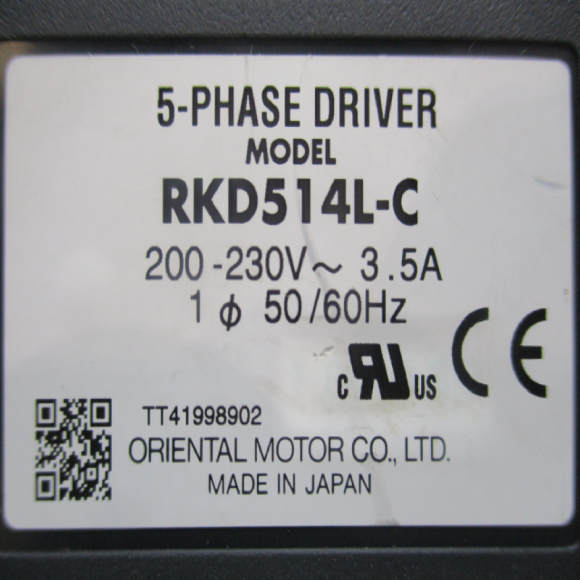 5-PHASE DRIVER
MODEL
RKD514L-C
200-230V~ 3.5A
1 ϕ 50/60Hz
c RU US CE
TT41998902
ORIENTAL MOTOR CO., LTD.
MADE IN JAPAN